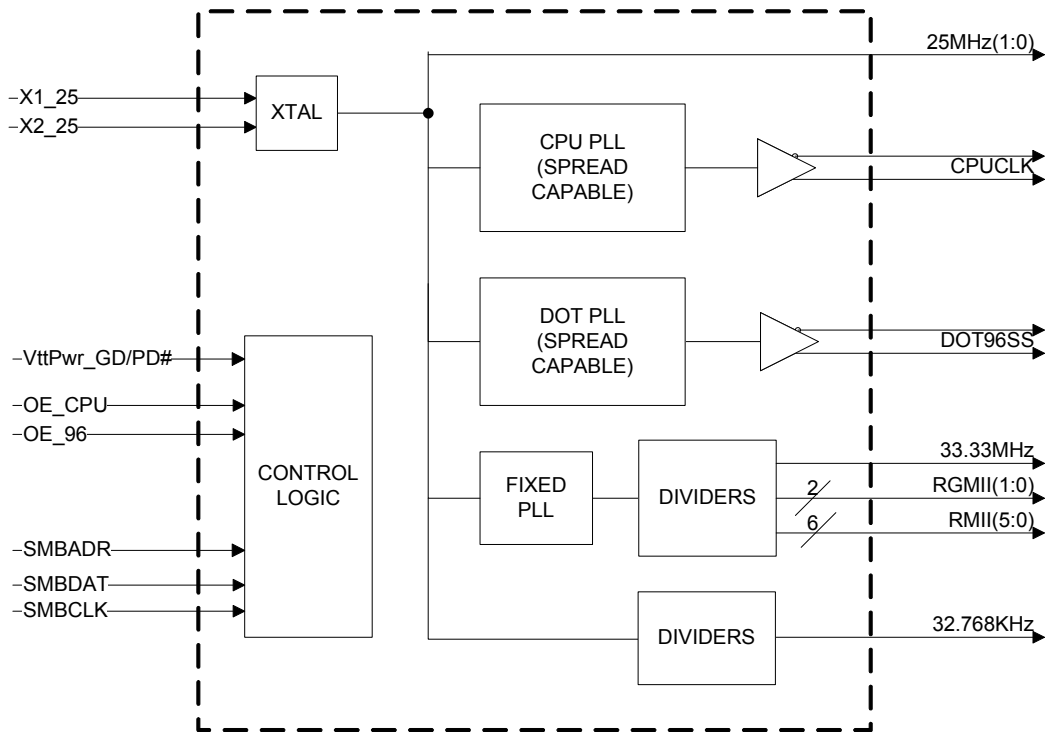 25MHz(1:0)
X1_25
X2_25
XTAL
CPU PLL
(SPREAD
CAPABLE)
CPUCLK
DOT PLL
(SPREAD
CAPABLE)
DOT96SS
VttPwr_GD/PD#
OE_CPU
OE_96
SMBADR
SMBDAT
SMBCLK
CONTROL
LOGIC
FIXED
PLL
DIVIDERS
33.33MHz
2
RGMII(1:0)
6
RMII(5:0)
DIVIDERS
32.768KHz